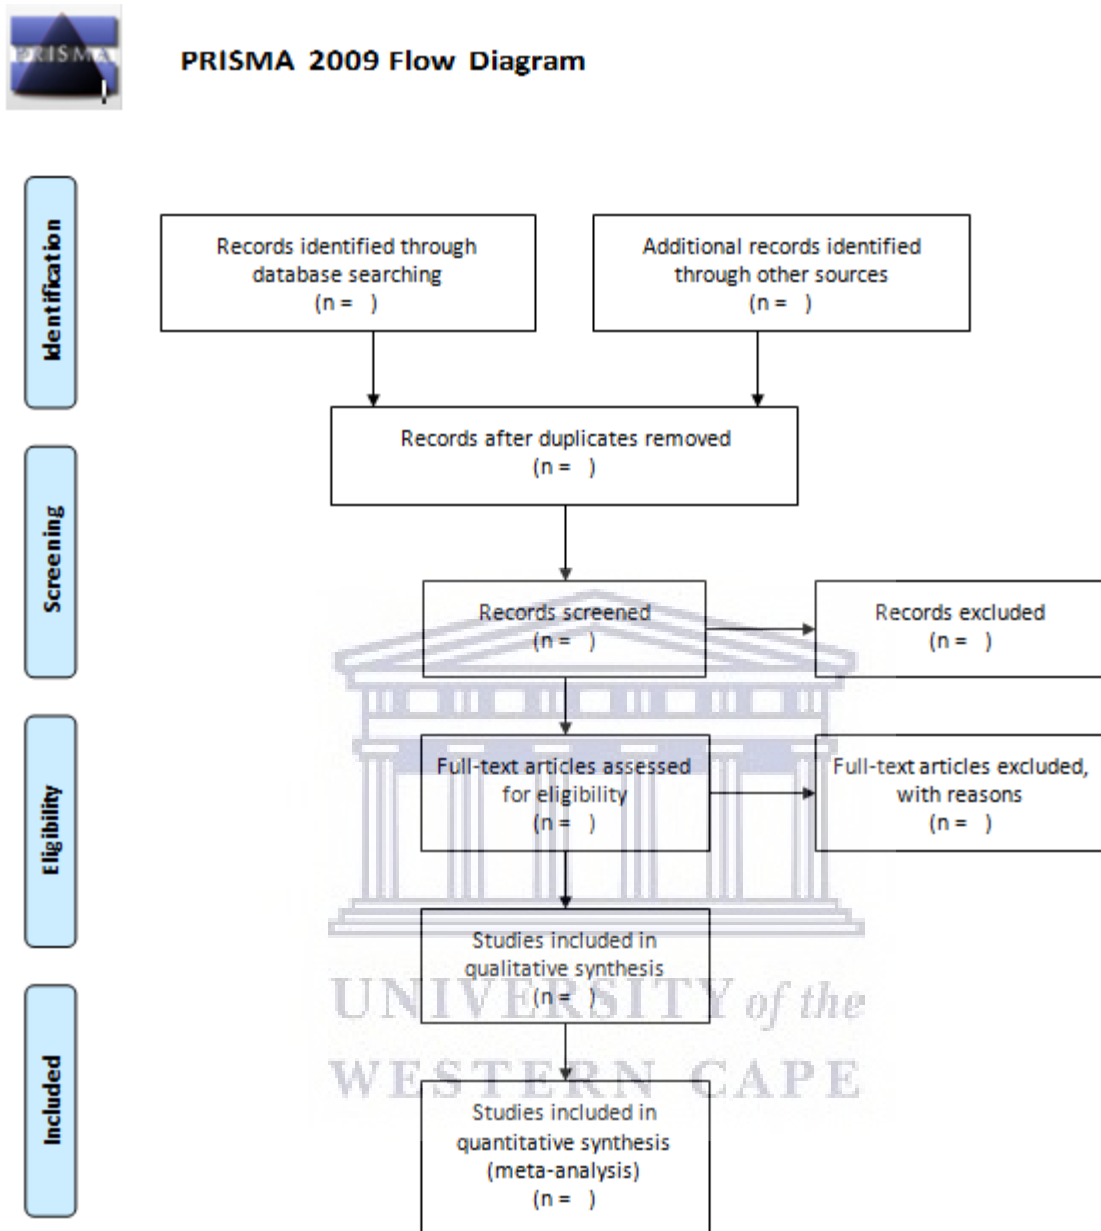 PRISMA
PRISMA 2009 Flow Diagram
Identification
Records identified through
database searching
(n =   )
Additional records identified
through other sources
(n =   )
Records after duplicates removed
(n =   )
Screening
Records screened
(n =   )
Records excluded
(n =   )
Eligibility
Full-text articles assessed
for eligibility
(n =   )
Full-text articles excluded,
with reasons
(n =   )
Studies included in
qualitative synthesis
(n =   )
UNIVERSITY of the
WESTERN CAPE
Included
Studies included in
quantitative synthesis
(meta-analysis)
(n =   )